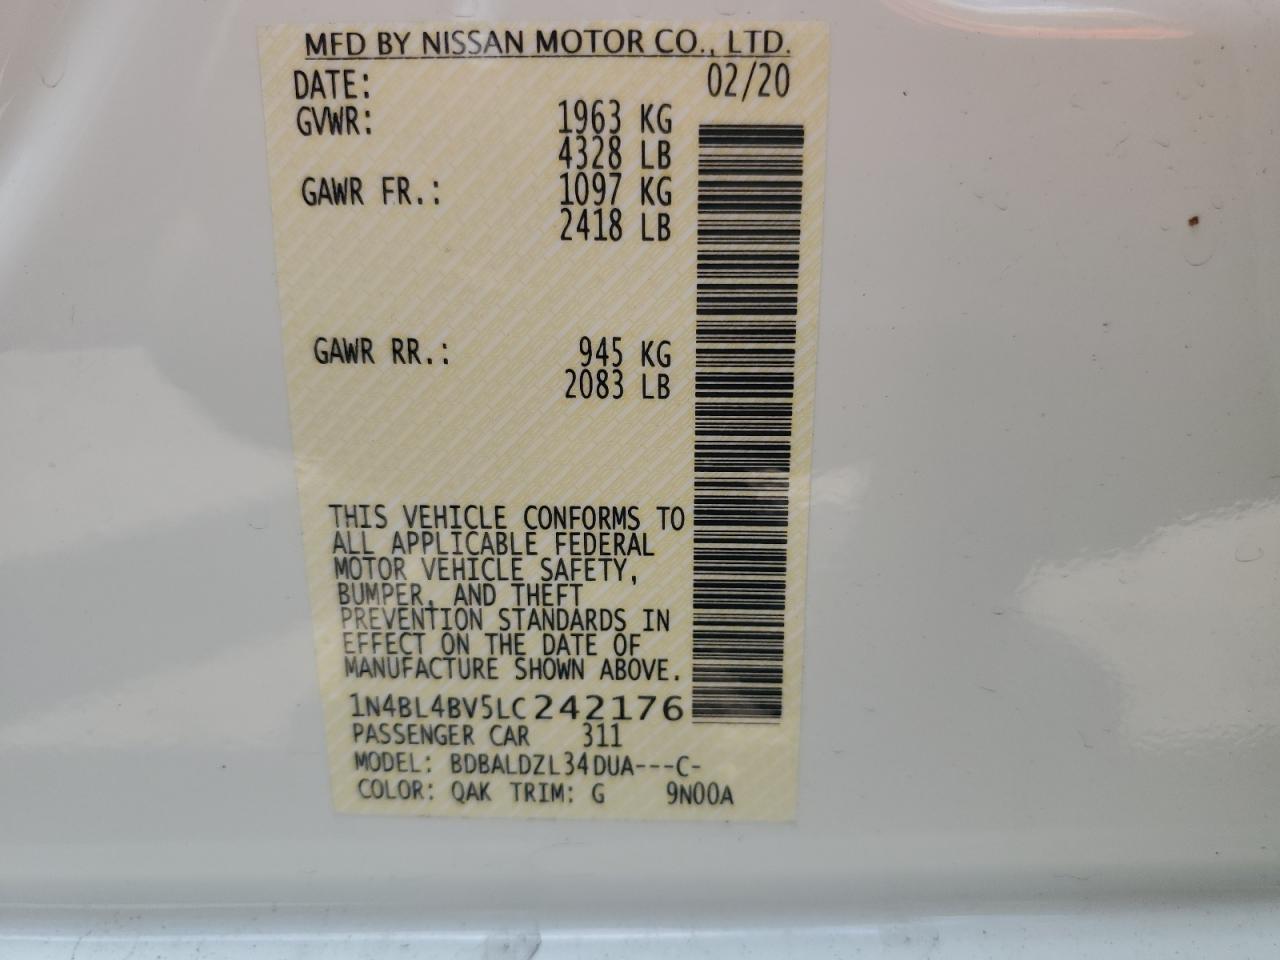 MFD BY NISSAN MOTOR CO., LTD.
DATE: 02/20
GVWR: 1963 KG
4328 LB
GAWR FR.: 1097 KG
2418 LB
GAWR RR.: 945 KG
2083 LB
THIS VEHICLE CONFORMS TO
ALL APPLICABLE FEDERAL
MOTOR VEHICLE SAFETY,
BUMPER, AND THEFT
PREVENTION STANDARDS IN
EFFECT ON THE DATE OF
MANUFACTURE SHOWN ABOVE.
1N4BL4BV5LC242176
PASSENGER CAR 311
MODEL: BDBALDZL34DUA---C-
COLOR: QAK TRIM: G 9N00A